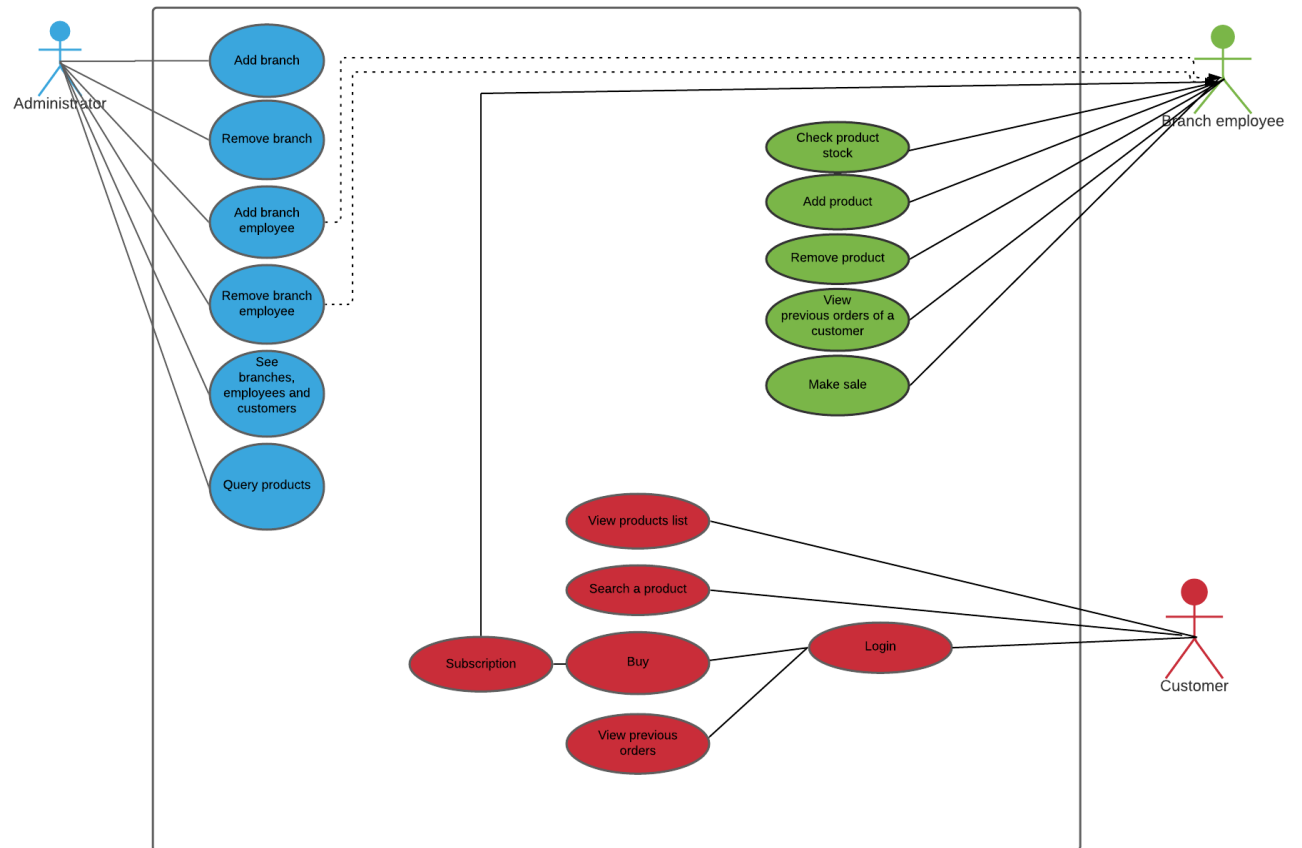 Administrator
Add branch
Remove branch
Add branch
employee
Remove branch
employee
See
branches,
employees and
customers
Query products
Branch employee
Check product
stock
Add product
Remove product
View
previous orders of a
customer
Make sale
View products list
Search a product
Subscription
Buy
Login
View previous
orders
Customer